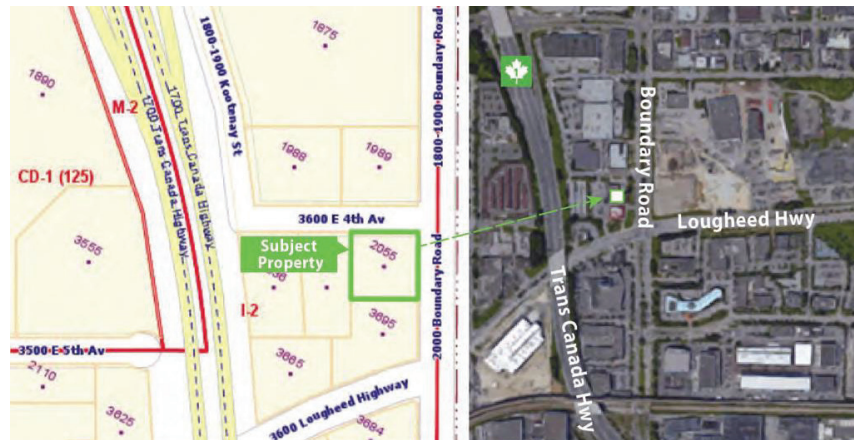 1890
M-2
CD-1 (125)
3555
1700 Trans Canada Highway
1700 Trans Canada Highway
1800-1900 Kootenay St
1875
1988
1989
1800-1900 Boundary Road
3600 E 4th Av
Subject
Property
2055
I-2
2000 Boundary Road
3695
3665
3500 E 5th Av
2110
3625
3600 Lougheed Highway
3684
1
Boundary Road
Lougheed Hwy
Trans Canada Hwy